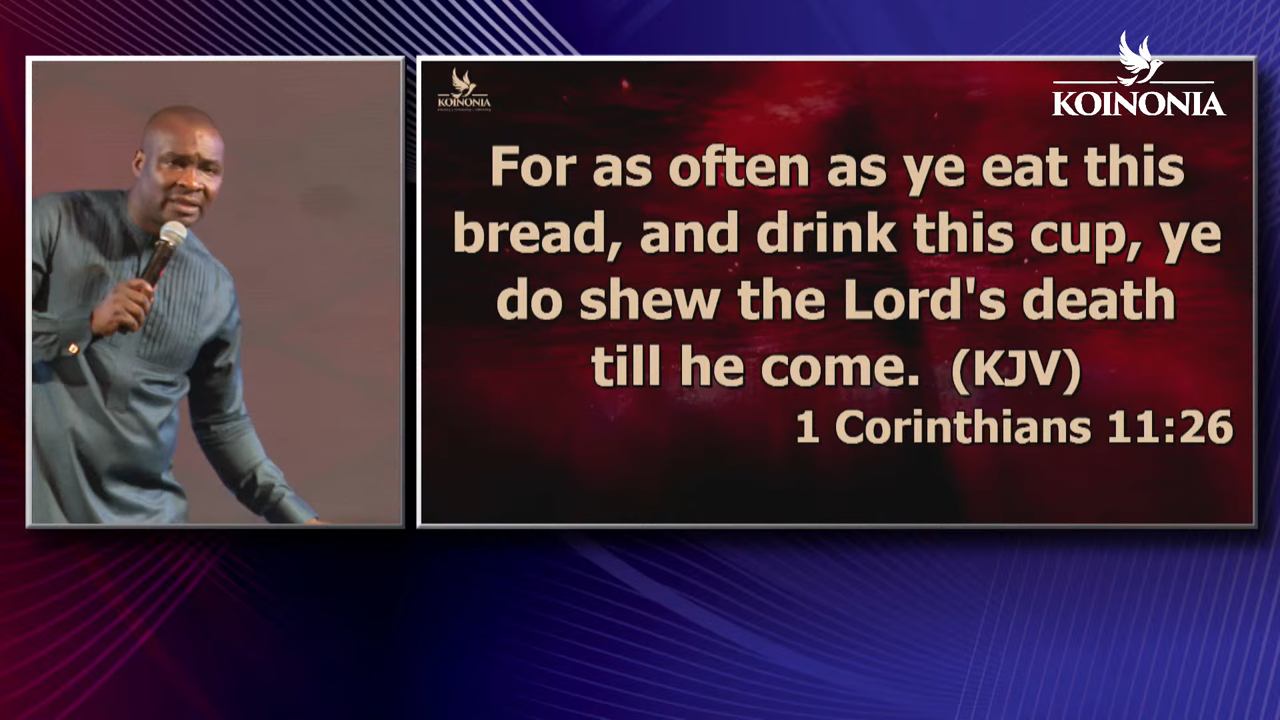 KOINONIA
KOINONIA
For as often as ye eat this
bread, and drink this cup, ye
do shew the Lord's death
till he come. (KJV)
1 Corinthians 11:26